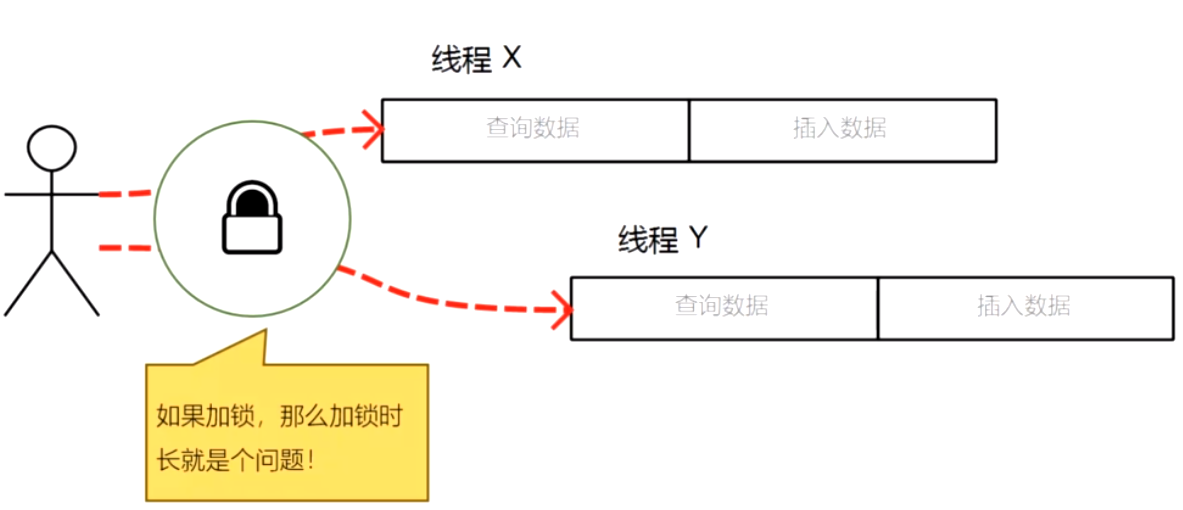 线程 X
查询数据
插入数据
线程 Y
查询数据
插入数据
如果加锁，那么加锁时
长就是个问题！